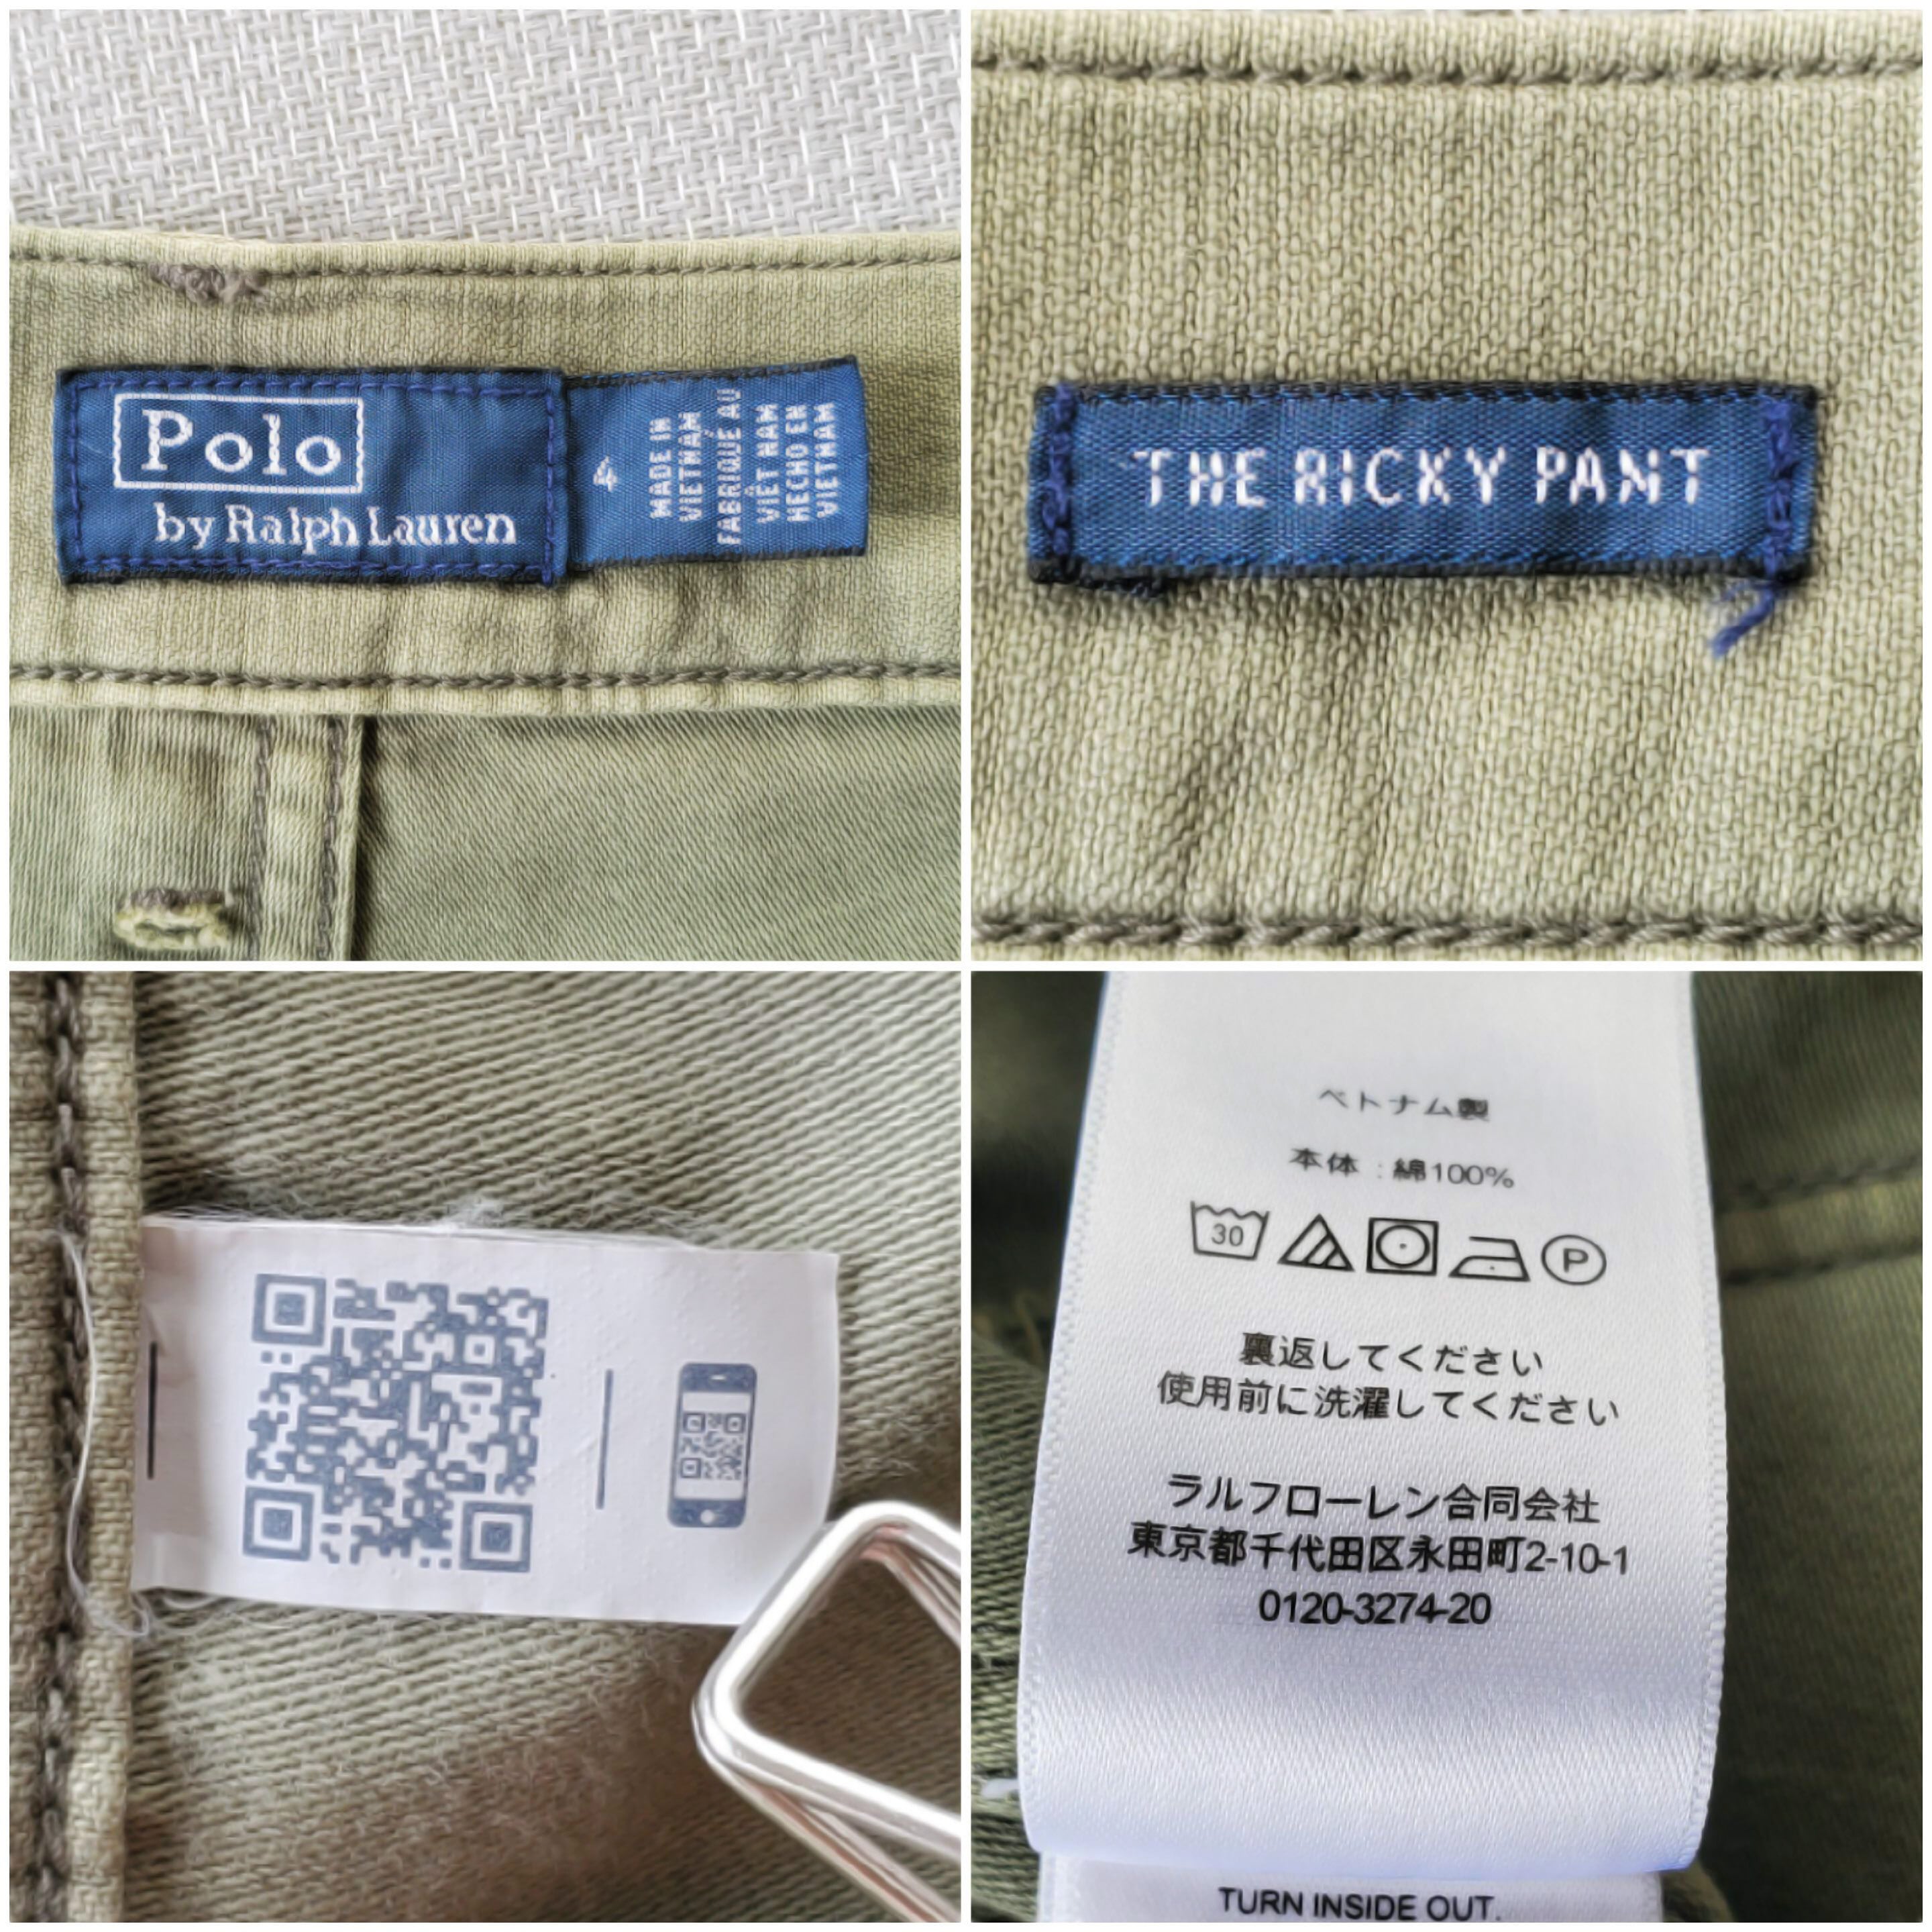 Polo
by Ralph Lauren
4
MADE IN
VIETNAM
FABRIQUÉ AU
VIÊT NAM
HECHO EN
VIETNAM
THE RICKY PANT
ベトナム製
本体 : 綿100%
30
P
裏返してください
使用前に洗濯してください
ラルフローレン合同会社
東京都千代田区永田町2-10-1
0120-3274-20
TURN INSIDE OUT.